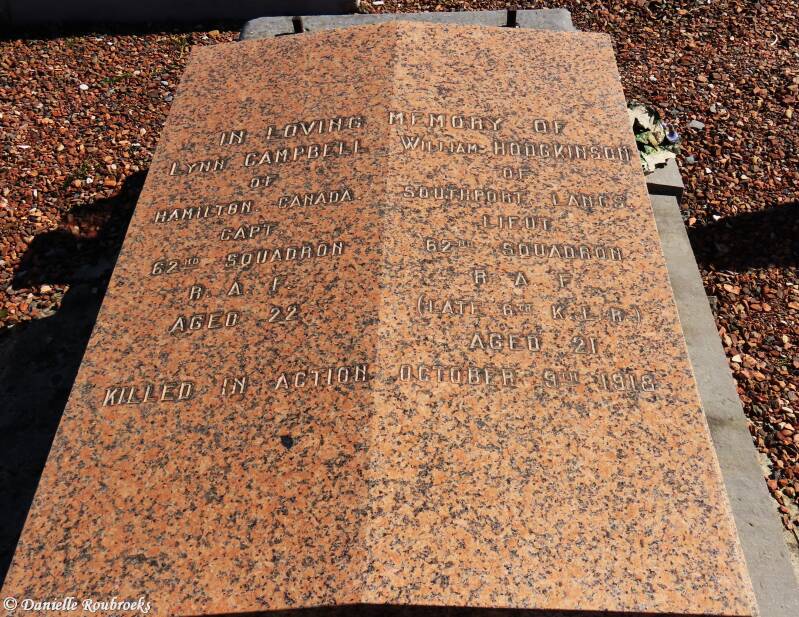 IN LOVING MEMORY OF
LYNN CAMPBELL
OF
HAMILTON CANADA
CAPT.
62ND SQUADRON
R. A. F.
AGED 22.
WILLIAM HODGKINSON
OF
SOUTHPORT LANCS
LIEUT
62ND SQUADRON
R A F
(LATE 6TH K.L.R.)
AGED 21
KILLED IN ACTION OCTOBER 9TH 1918
© Danielle Roubroeks